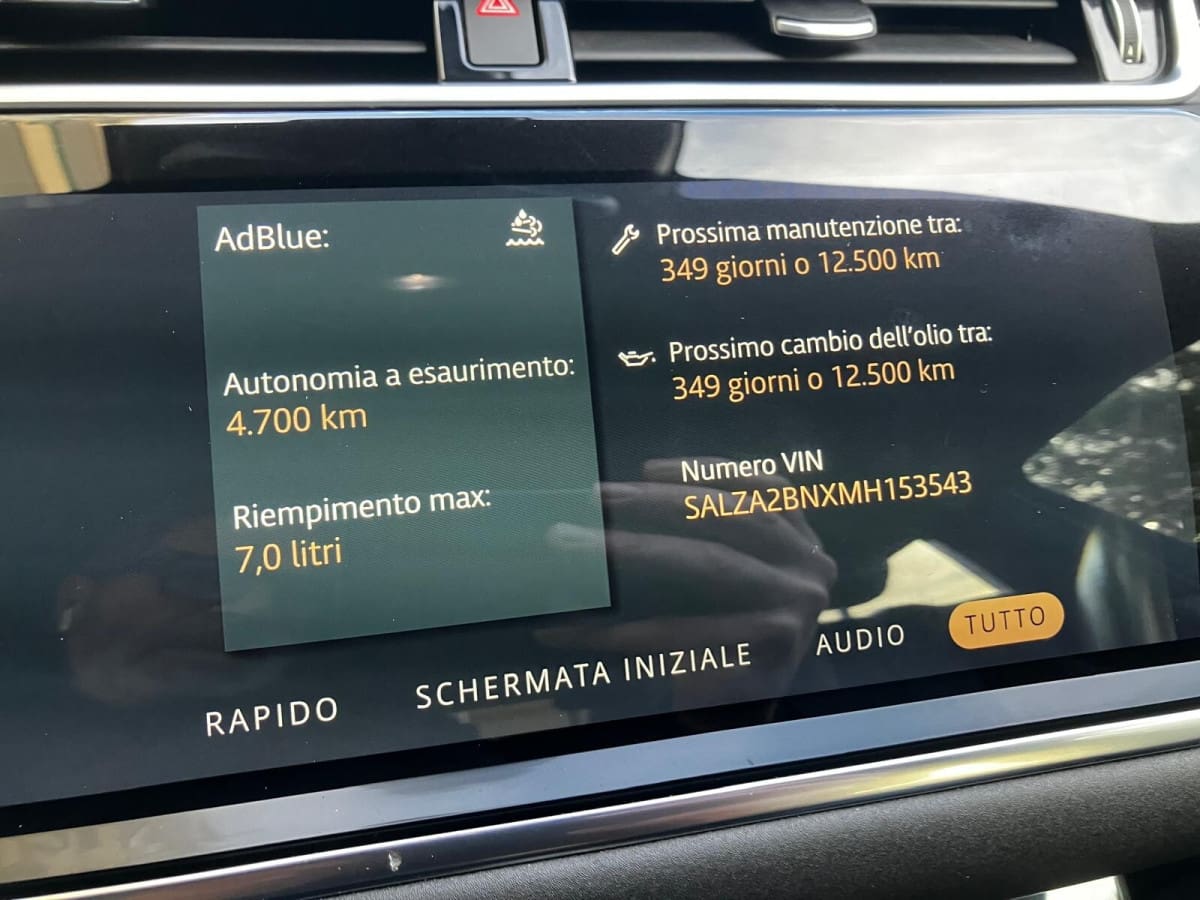 AdBlue:
Autonomia a esaurimento:
4.700 km
Riempimento max:
7,0 litri
Prossima manutenzione tra:
349 giorni o 12.500 km
Prossimo cambio dell'olio tra:
349 giorni o 12.500 km
Numero VIN
SALZA2BNXMH153543
RAPIDO
SCHERMATA INIZIALE
AUDIO
TUTTO